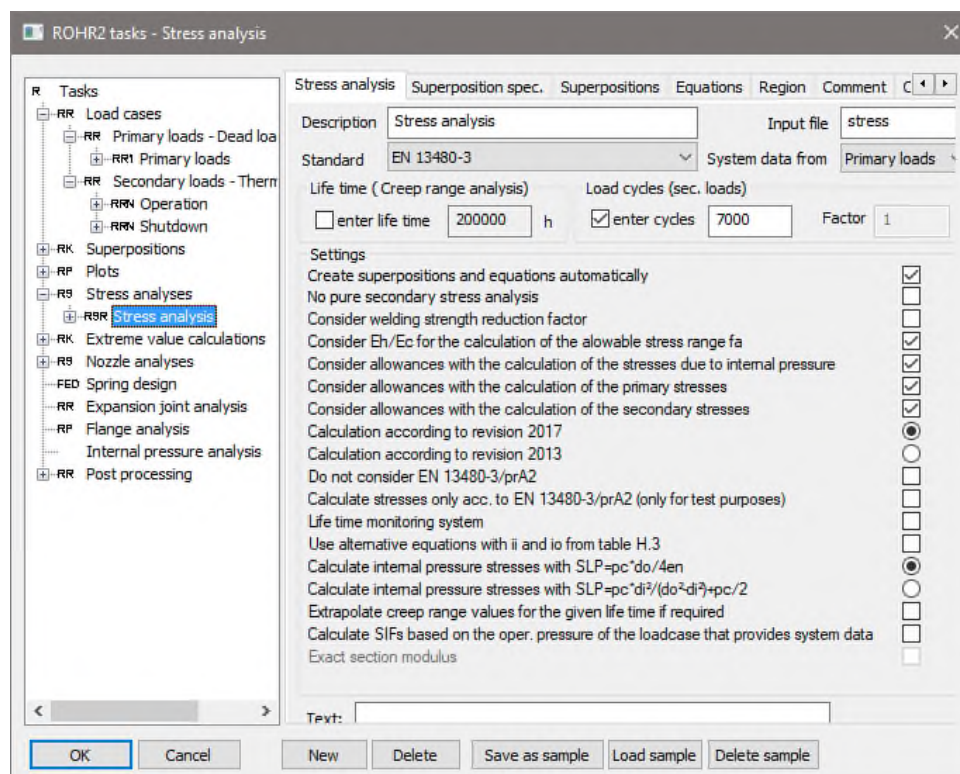 ROHR2 tasks - Stress analysis
R Tasks
RR Load cases
RR Primary loads - Dead loa
RR1 Primary loads
RR Secondary loads - Therm
RRN Operation
RRN Shutdown
RK Superpositions
RP Plots
R9 Stress analyses
R9R Stress analysis
RK Extreme value calculations
R9 Nozzle analyses
FED Spring design
RR Expansion joint analysis
RP Flange analysis
Internal pressure analysis
RR Post processing
Stress analysis Superposition spec. Superpositions Equations Region Comment C
Description Stress analysis Input file stress
Standard EN 13480-3 System data from Primary loads
Life time ( Creep range analysis) Load cycles (sec. loads)
enter life time 200000 h enter cycles 7000 Factor 1
Settings
Create superpositions and equations automatically
No pure secondary stress analysis
Consider welding strength reduction factor
Consider Eh/Ec for the calculation of the alowable stress range fa
Consider allowances with the calculation of the stresses due to internal pressure
Consider allowances with the calculation of the primary stresses
Consider allowances with the calculation of the secondary stresses
Calculation according to revision 2017
Calculation according to revision 2013
Do not consider EN 13480-3/prA2
Calculate stresses only acc. to EN 13480-3/prA2 (only for test purposes)
Life time monitoring system
Use alternative equations with ii and io from table H.3
Calculate internal pressure stresses with SLP=pc*do/4en
Calculate internal pressure stresses with SLP=pc*di²/(do²-di²)+pc/2
Extrapolate creep range values for the given life time if required
Calculate SIFs based on the oper. pressure of the loadcase that provides system data
Exact section modulus
Text:
OK Cancel New Delete Save as sample Load sample Delete sample